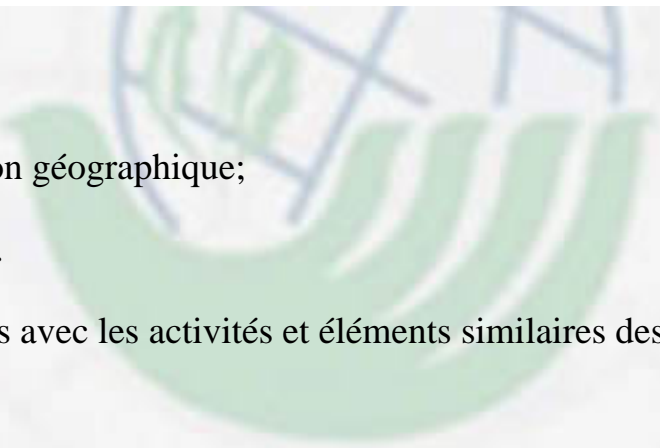 on géographique;
.
s avec les activités et éléments similaires des